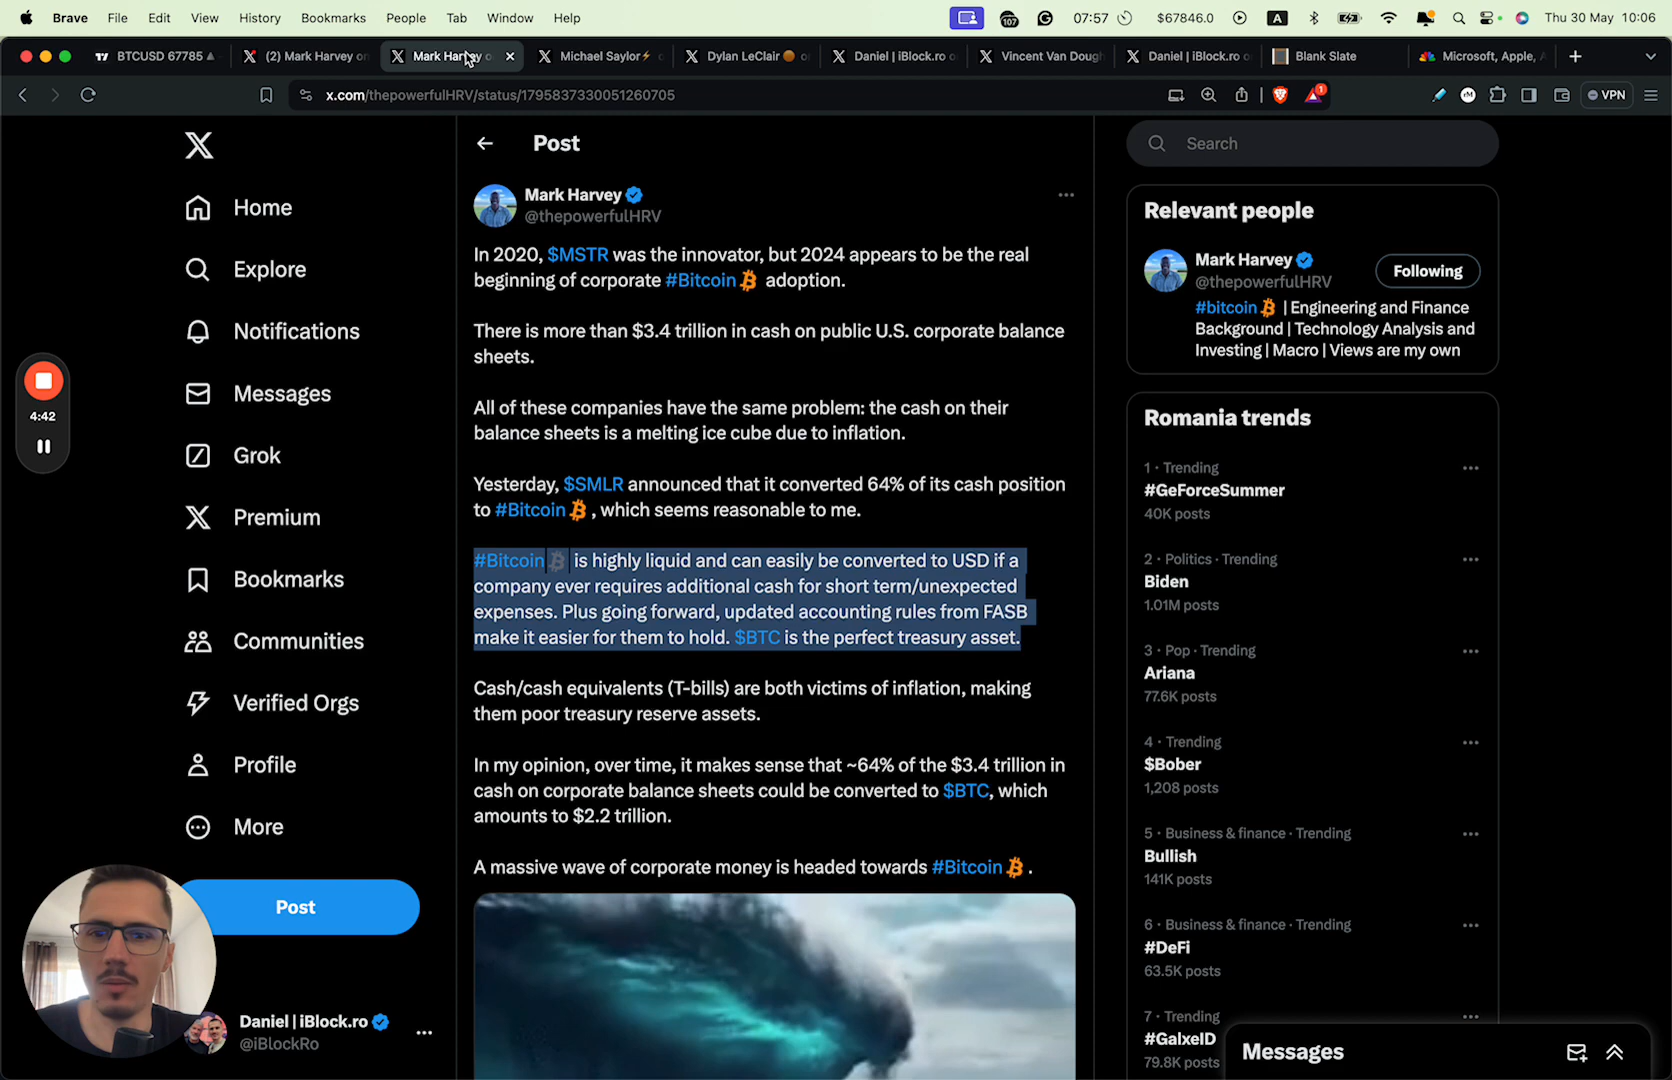 Brave File Edit View History Bookmarks People Tab Window Help 107 07:57 $67846.0 A Thu 30 May 10:06
BTCUSD 67785 (2) Mark Harvey on Mark Harvey o Michael Saylor⚡ Dylan LeClair 🟠 o Daniel | iBlock.ro o Vincent Van Dough Daniel | iBlock.ro o Blank Slate Microsoft, Apple,
x.com/thepowerfulHRV/status/1795837330051260705 1 VPN
Home
Explore
Notifications
Messages
Grok
Premium
Bookmarks
Communities
Verified Orgs
Profile
More
Post
Daniel | iBlock.ro
@iBlockRo
4:42
Post
Mark Harvey
@thepowerfulHRV
In 2020, $MSTR was the innovator, but 2024 appears to be the real
beginning of corporate #Bitcoin adoption.
There is more than $3.4 trillion in cash on public U.S. corporate balance
sheets.
All of these companies have the same problem: the cash on their
balance sheets is a melting ice cube due to inflation.
Yesterday, $SMLR announced that it converted 64% of its cash position
to #Bitcoin , which seems reasonable to me.
#Bitcoin is highly liquid and can easily be converted to USD if a
company ever requires additional cash for short term/unexpected
expenses. Plus going forward, updated accounting rules from FASB
make it easier for them to hold. $BTC is the perfect treasury asset.
Cash/cash equivalents (T-bills) are both victims of inflation, making
them poor treasury reserve assets.
In my opinion, over time, it makes sense that ~64% of the $3.4 trillion in
cash on corporate balance sheets could be converted to $BTC, which
amounts to $2.2 trillion.
A massive wave of corporate money is headed towards #Bitcoin .
Search
Relevant people
Mark Harvey
@thepowerfulHRV
Following
#bitcoin | Engineering and Finance
Background | Technology Analysis and
Investing | Macro | Views are my own
Romania trends
1 · Trending
#GeForceSummer
40K posts
2 · Politics · Trending
Biden
1.01M posts
3 · Pop · Trending
Ariana
77.6K posts
4 · Trending
$Bober
1,208 posts
5 · Business & finance · Trending
Bullish
141K posts
6 · Business & finance · Trending
#DeFi
63.5K posts
7 · Trending
#GalxeID
79.8K posts
Messages